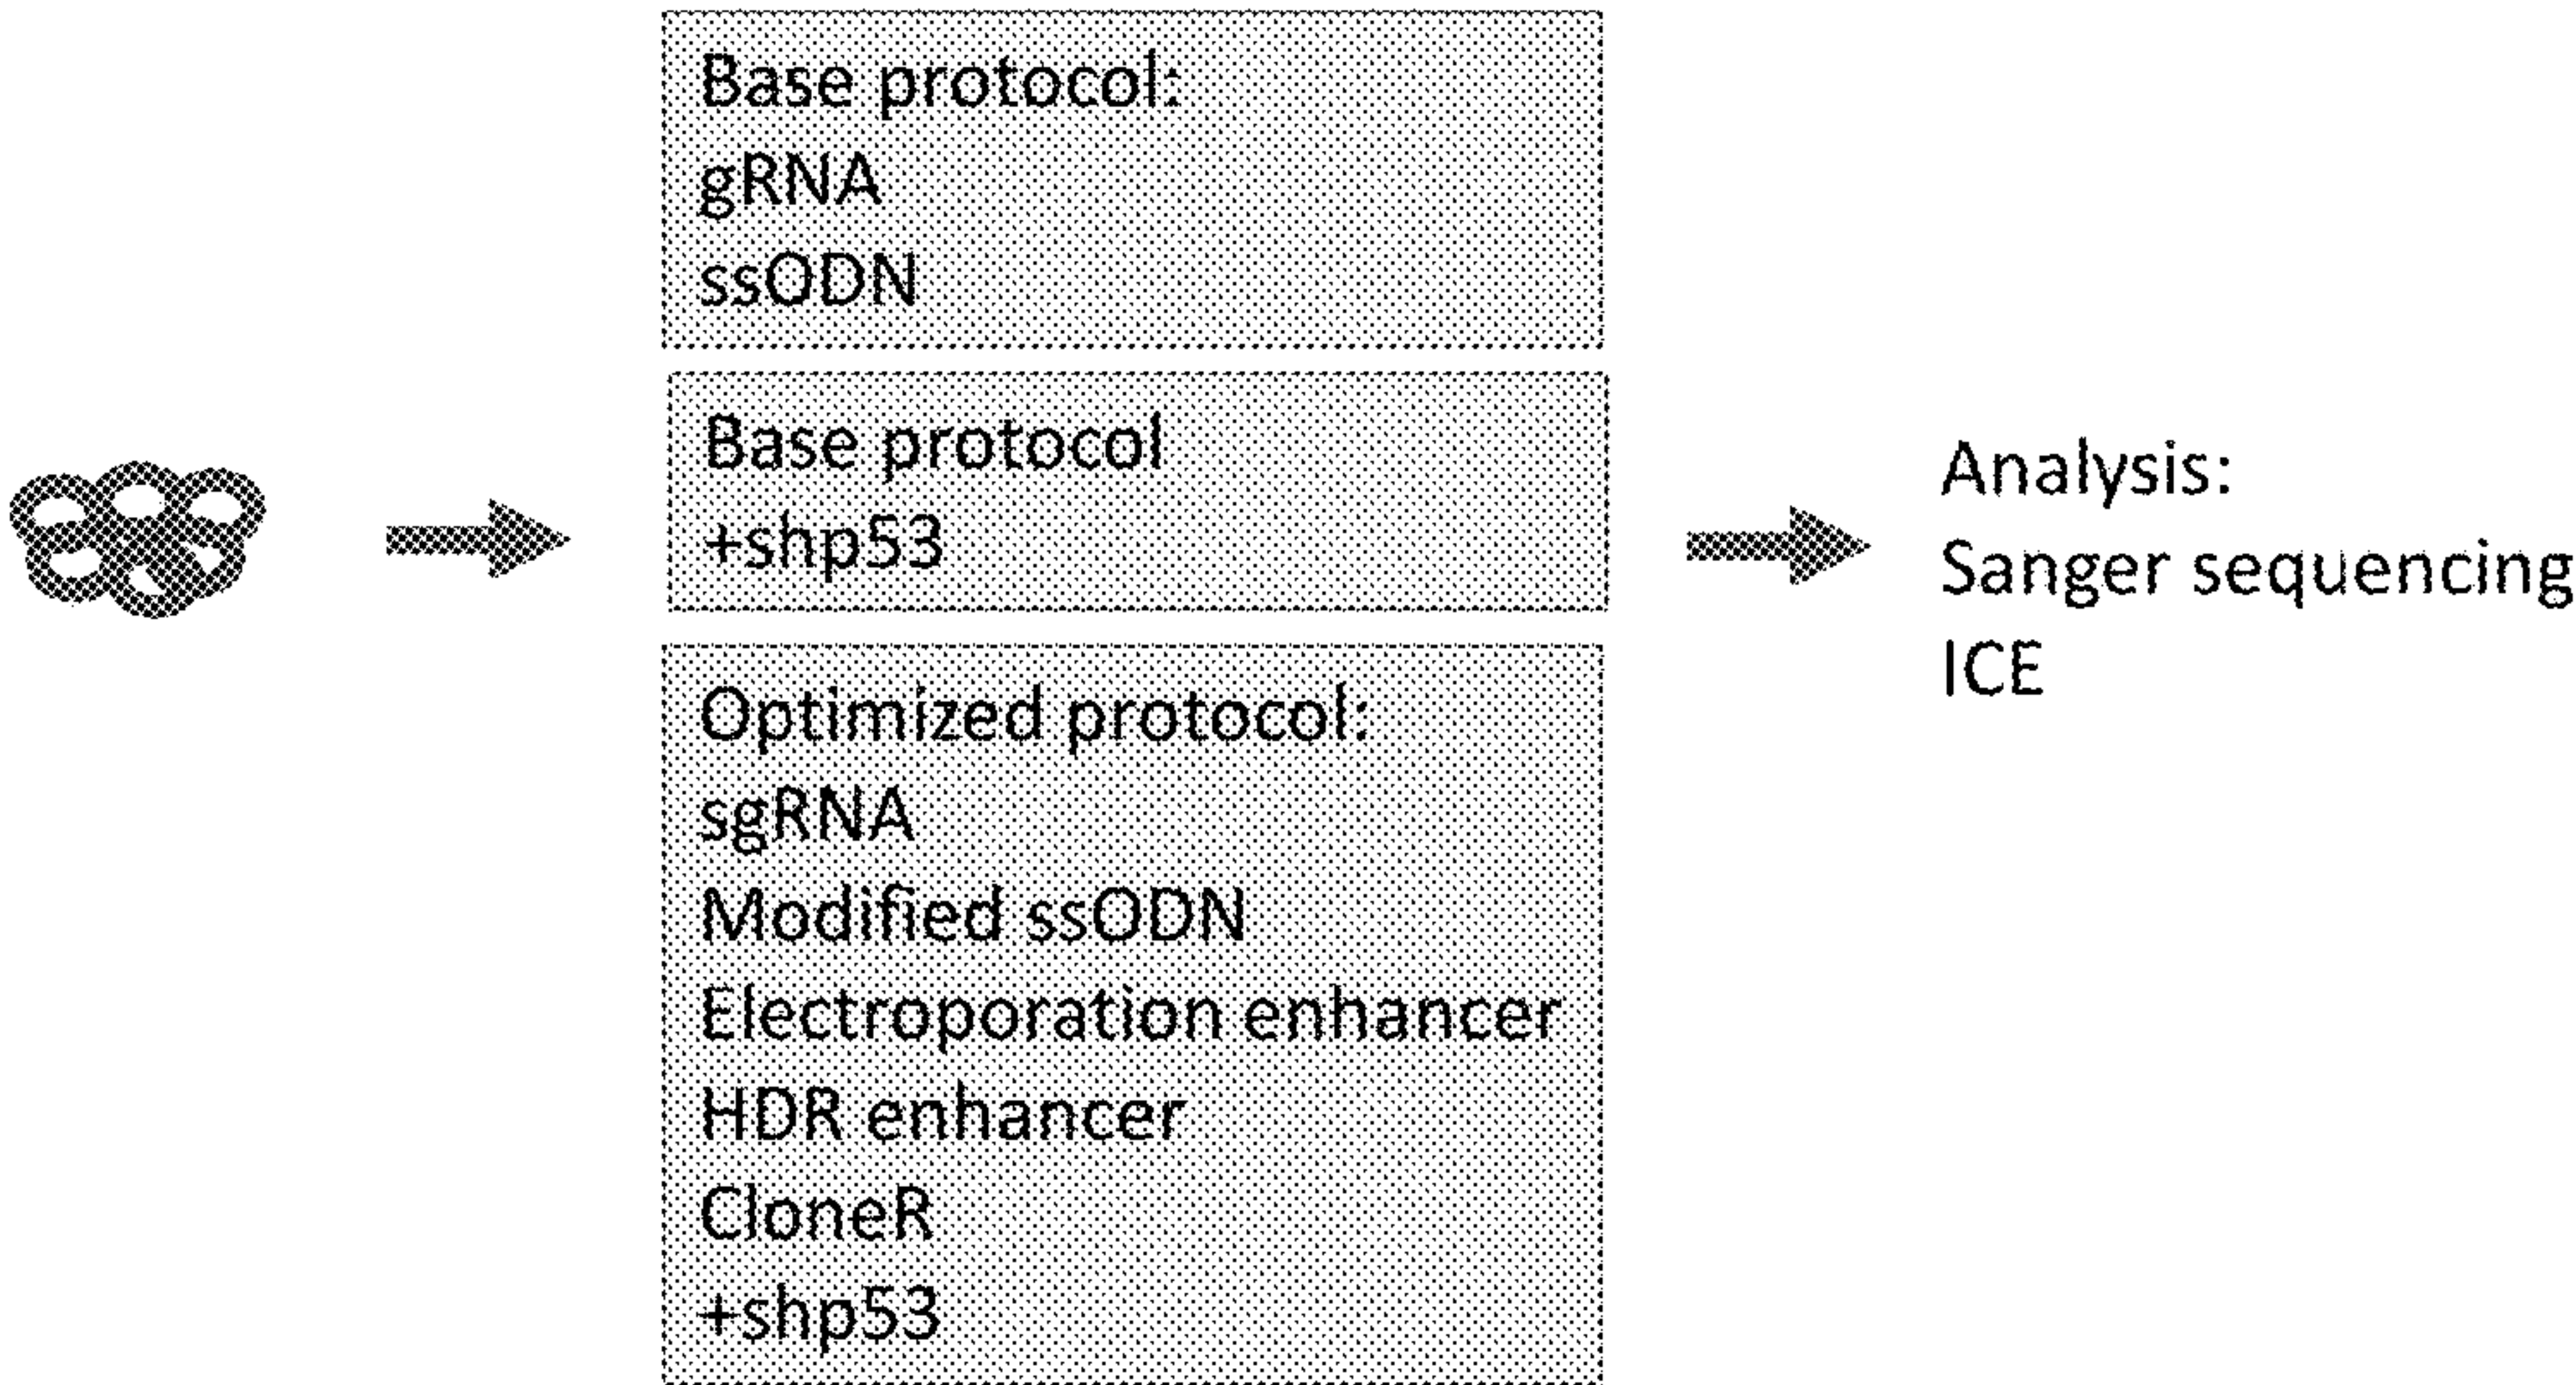 Base protocol:
gRNA
ssODN
Base protocol
+shp53
Optimized protocol:
sgRNA
Modified ssODN
Electroporation enhancer
HDR enhancer
CloneR
+shp53
Analysis:
Sanger sequencing
ICE